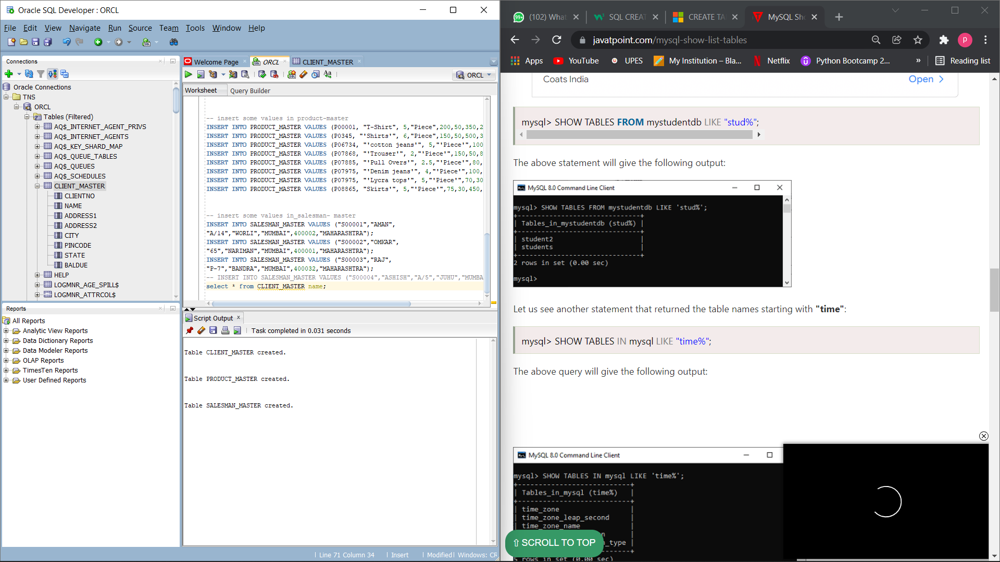 Oracle SQL Developer : ORCL
File Edit View Navigate Run Source Team Tools Window Help
Connections
Oracle Connections
TNS
ORCL
Tables (Filtered)
AQ$_INTERNET_AGENT_PRIVS
AQ$_INTERNET_AGENTS
AQ$_KEY_SHARD_MAP
AQ$_QUEUE_TABLES
AQ$_QUEUES
AQ$_SCHEDULES
CLIENT_MASTER
CLIENTNO
NAME
ADDRESS1
ADDRESS2
CITY
PINCODE
STATE
BALDUE
HELP
LOGMNR_AGE_SPILL$
LOGMNR_ATTRCOL$
Reports
All Reports
Analytic View Reports
Data Dictionary Reports
Data Modeler Reports
OLAP Reports
TimesTen Reports
User Defined Reports
Welcome Page ORCL CLIENT_MASTER
ORCL
Worksheet Query Builder
-- insert some values in product-master
INSERT INTO PRODUCT_MASTER VALUES (P00001, "T-Shirt", 5,"Piece",200,50,350,2
INSERT INTO PRODUCT_MASTER VALUES (P0345, "'Shirts'", 6,"Piece",150,50,500,3
INSERT INTO PRODUCT_MASTER VALUES (P06734, "'cotton jeans'", 5,"'Piece'",100
INSERT INTO PRODUCT_MASTER VALUES (P07868, "'Trouser'", 2,"'Piece'",150,50,8
INSERT INTO PRODUCT_MASTER VALUES (P07885, "'Pull Overs'", 2.5,"'Piece'",80,
INSERT INTO PRODUCT_MASTER VALUES (P07975, "'Denim jeans'", 4,"'Piece'",100,
INSERT INTO PRODUCT_MASTER VALUES (P07975, "'Lycra tops'", 5,"'Piece'",70,30
INSERT INTO PRODUCT_MASTER VALUES (P08865, "Skirts'", 5,"'Piece'",75,30,450,
-- insert some values in_salesman- master
INSERT INTO SALESMAN_MASTER VALUES ("S00001","AMAN",
"A/14","WORLI","MUMBAI",400002,"MAHARASHTRA");
INSERT INTO SALESMAN_MASTER VALUES ("S00002","OMKAR",
"65","NARIMAN","MUMBAI",400001,"MAHARASHTRA");
INSERT INTO SALESMAN_MASTER VALUES ("S00003","RAJ",
"P-7","BANDRA","MUMBAI",400032,"MAHARASHTRA");
-- INSERT INTO SALESMAN_MASTER VALUES ("S00004","ASHISH","A/5","JUHU","MUMBA
select * from CLIENT_MASTER name;
Script Output
Task completed in 0.031 seconds
Table CLIENT_MASTER created.
Table PRODUCT_MASTER created.
Table SALESMAN_MASTER created.
Line 71 Column 34 Insert Modified Windows: CR
99+ (102) What SQL CREAT CREATE TA MySQL Sho
javatpoint.com/mysql-show-list-tables
P
Apps YouTube UPES My Institution – Bla... Netflix Python Bootcamp 2... » Reading list
Coats India Open
mysql> SHOW TABLES FROM mystudentdb LIKE "stud%";
The above statement will give the following output:
MySQL 8.0 Command Line Client
mysql> SHOW TABLES FROM mystudentdb LIKE 'stud%';
+------------------------------+
| Tables_in_mystudentdb (stud%) |
+------------------------------+
| student2 |
| students |
+------------------------------+
2 rows in set (0.00 sec)
mysql>
Let us see another statement that returned the table names starting with "time":
mysql> SHOW TABLES IN mysql LIKE "time%";
The above query will give the following output:
MySQL 8.0 Command Line Client
mysql> SHOW TABLES IN mysql LIKE 'time%';
+----------------------------+
| Tables_in_mysql (time%) |
+----------------------------+
| time_zone |
| time_zone_leap_second |
| time_zone_name |
n |
_type |
⇧ SCROLL TO TOP
5 rows in set (0.00 sec)